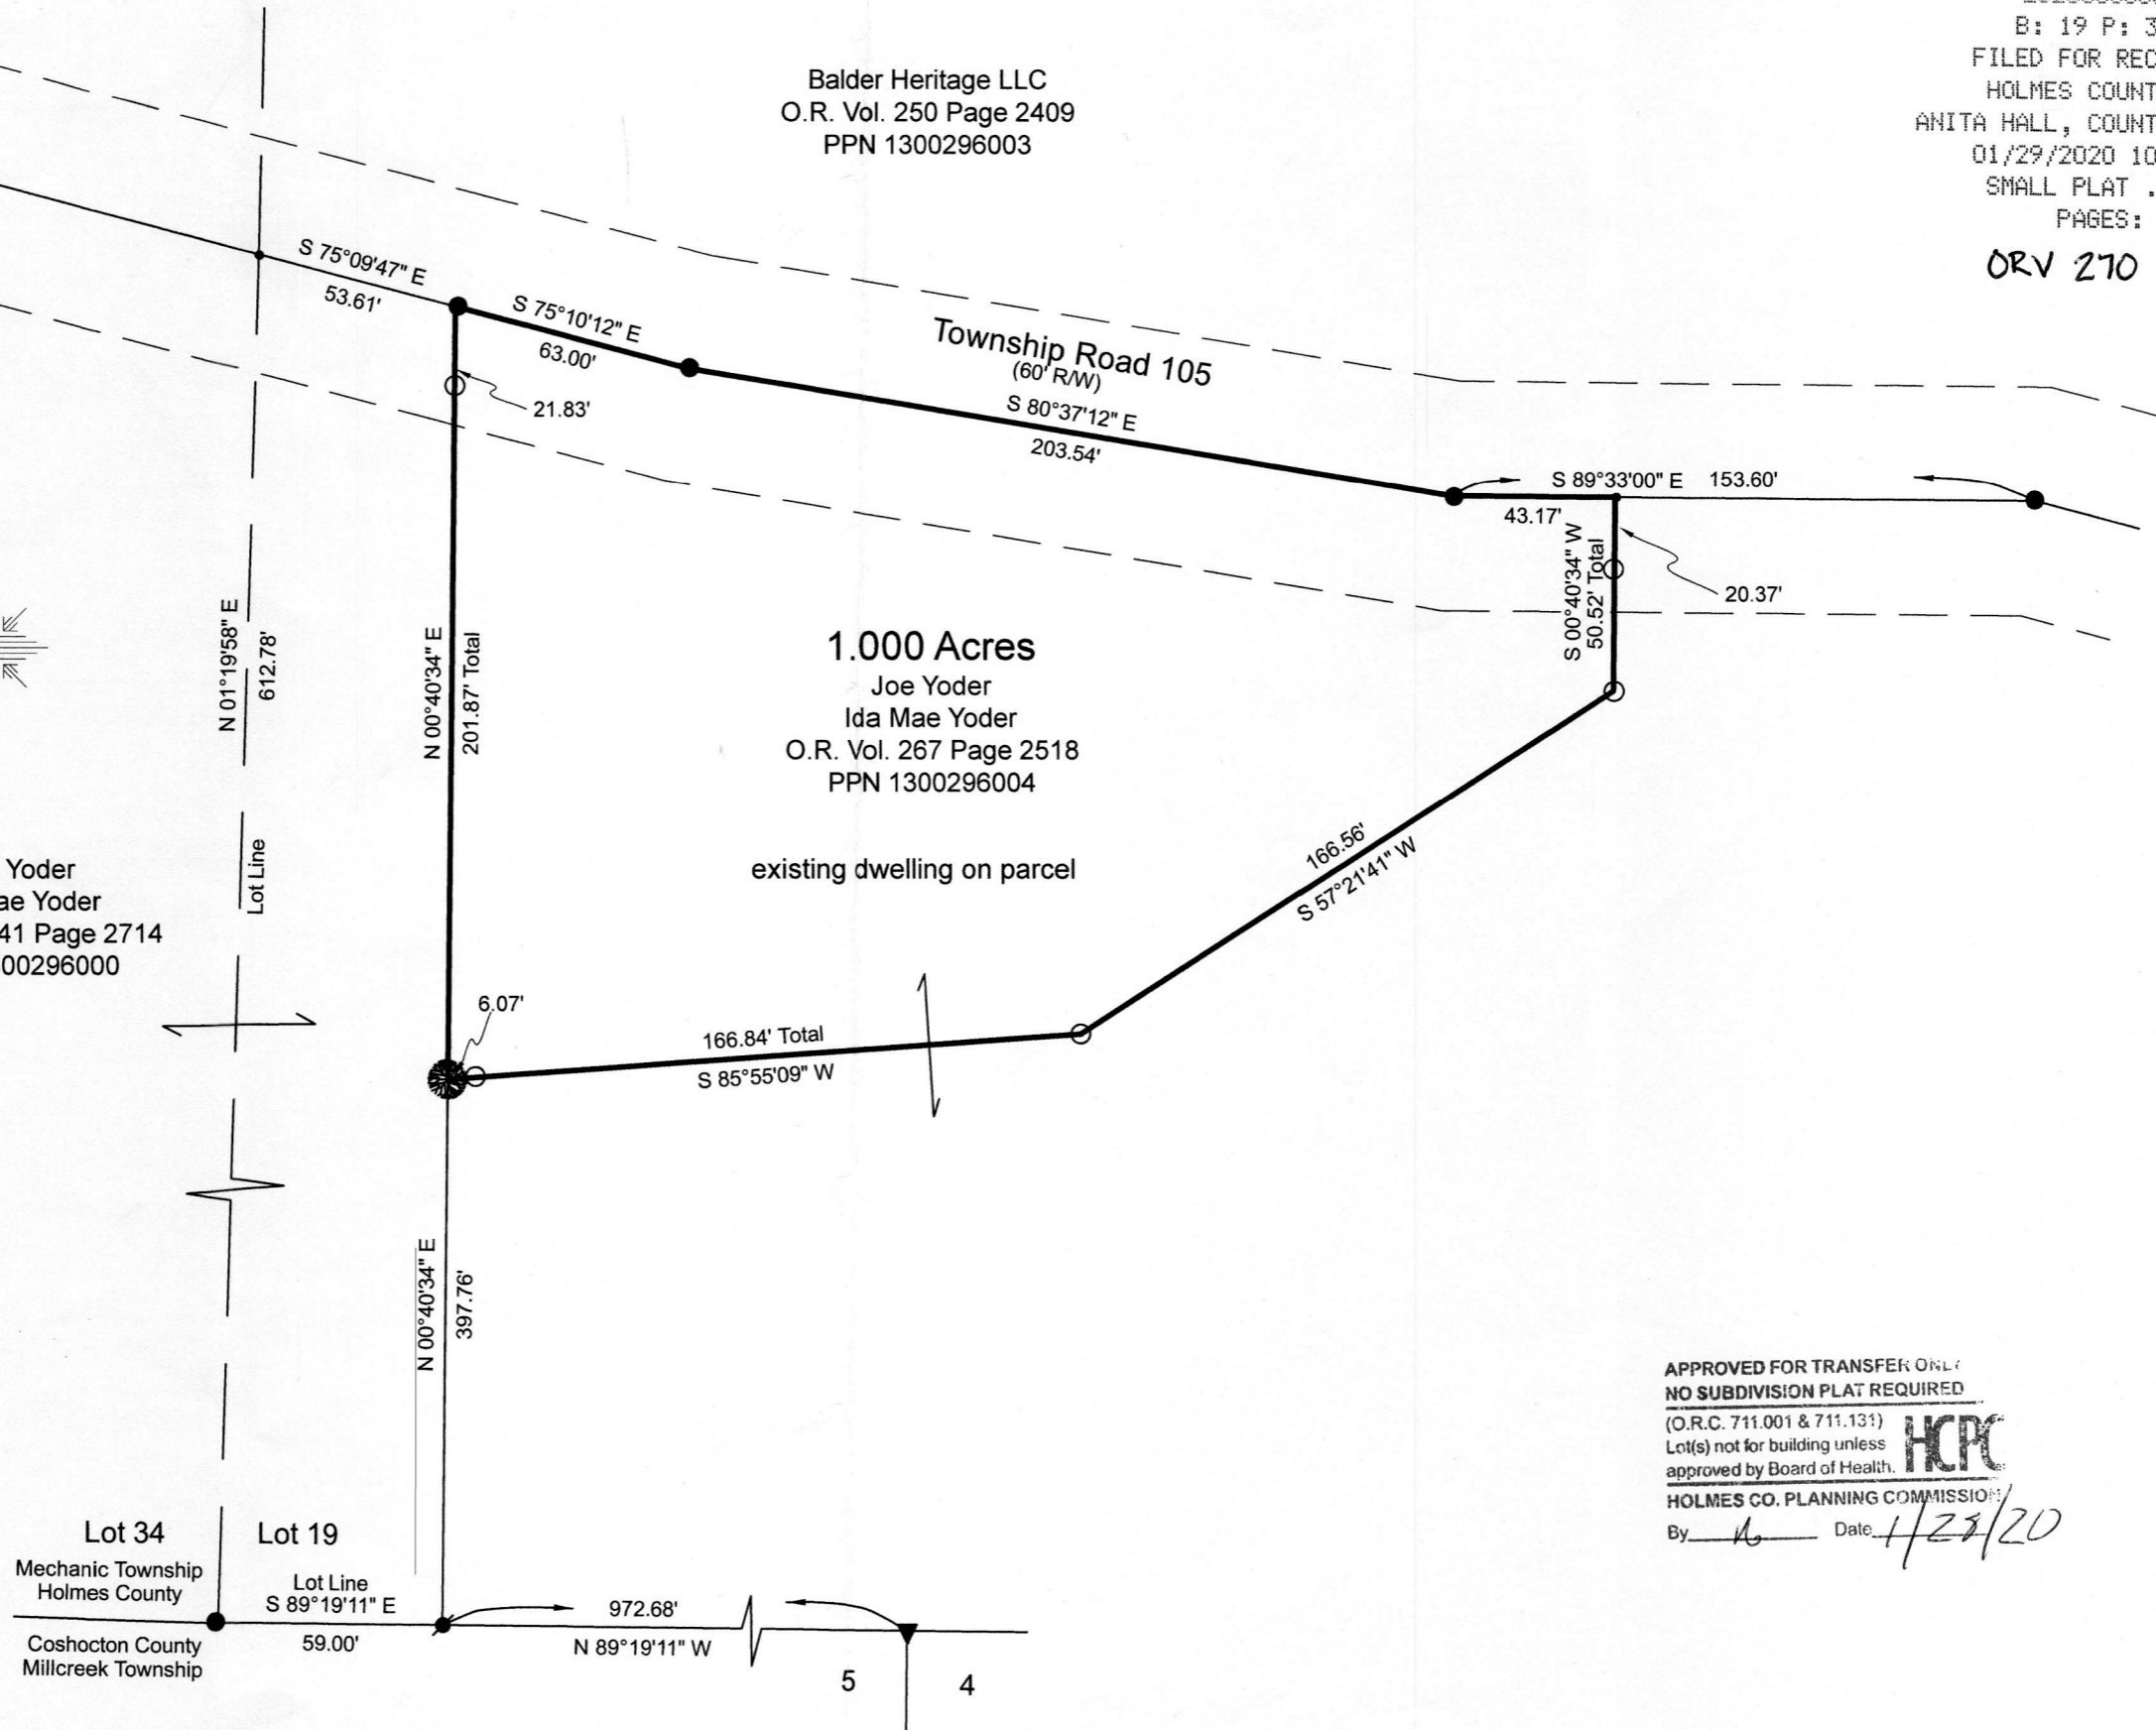 B: 19 P: 3
FILED FOR REC
HOLMES COUNT
ANITA HALL, COUNT
01/29/2020 10
SMALL PLAT .
PAGES:
ORV 270
Balder Heritage LLC
O.R. Vol. 250 Page 2409
PPN 1300296003
S 75°09'47" E
53.61'
S 75°10'12" E
63.00'
21.83'
Township Road 105
(60' R/W)
S 80°37'12" E
203.54'
S 89°33'00" E 153.60'
43.17'
S 00°40'34" W
50.52' Total
20.37'
N 01°19'58" E
612.78'
Lot Line
N 00°40'34" E
201.87' Total
1.000 Acres
Joe Yoder
Ida Mae Yoder
O.R. Vol. 267 Page 2518
PPN 1300296004
existing dwelling on parcel
166.56'
S 57°21'41" W
Yoder
ae Yoder
41 Page 2714
00296000
6.07'
166.84' Total
S 85°55'09" W
N 00°40'34" E
397.76'
APPROVED FOR TRANSFER ONLY
NO SUBDIVISION PLAT REQUIRED
(O.R.C. 711.001 & 711.131)
Lot(s) not for building unless
approved by Board of Health.
HCPC
HOLMES CO. PLANNING COMMISSION
By Date 1/28/20
Lot 34
Lot 19
Mechanic Township
Holmes County
Lot Line
S 89°19'11" E
59.00'
Coshocton County
Millcreek Township
972.68'
N 89°19'11" W
5
4